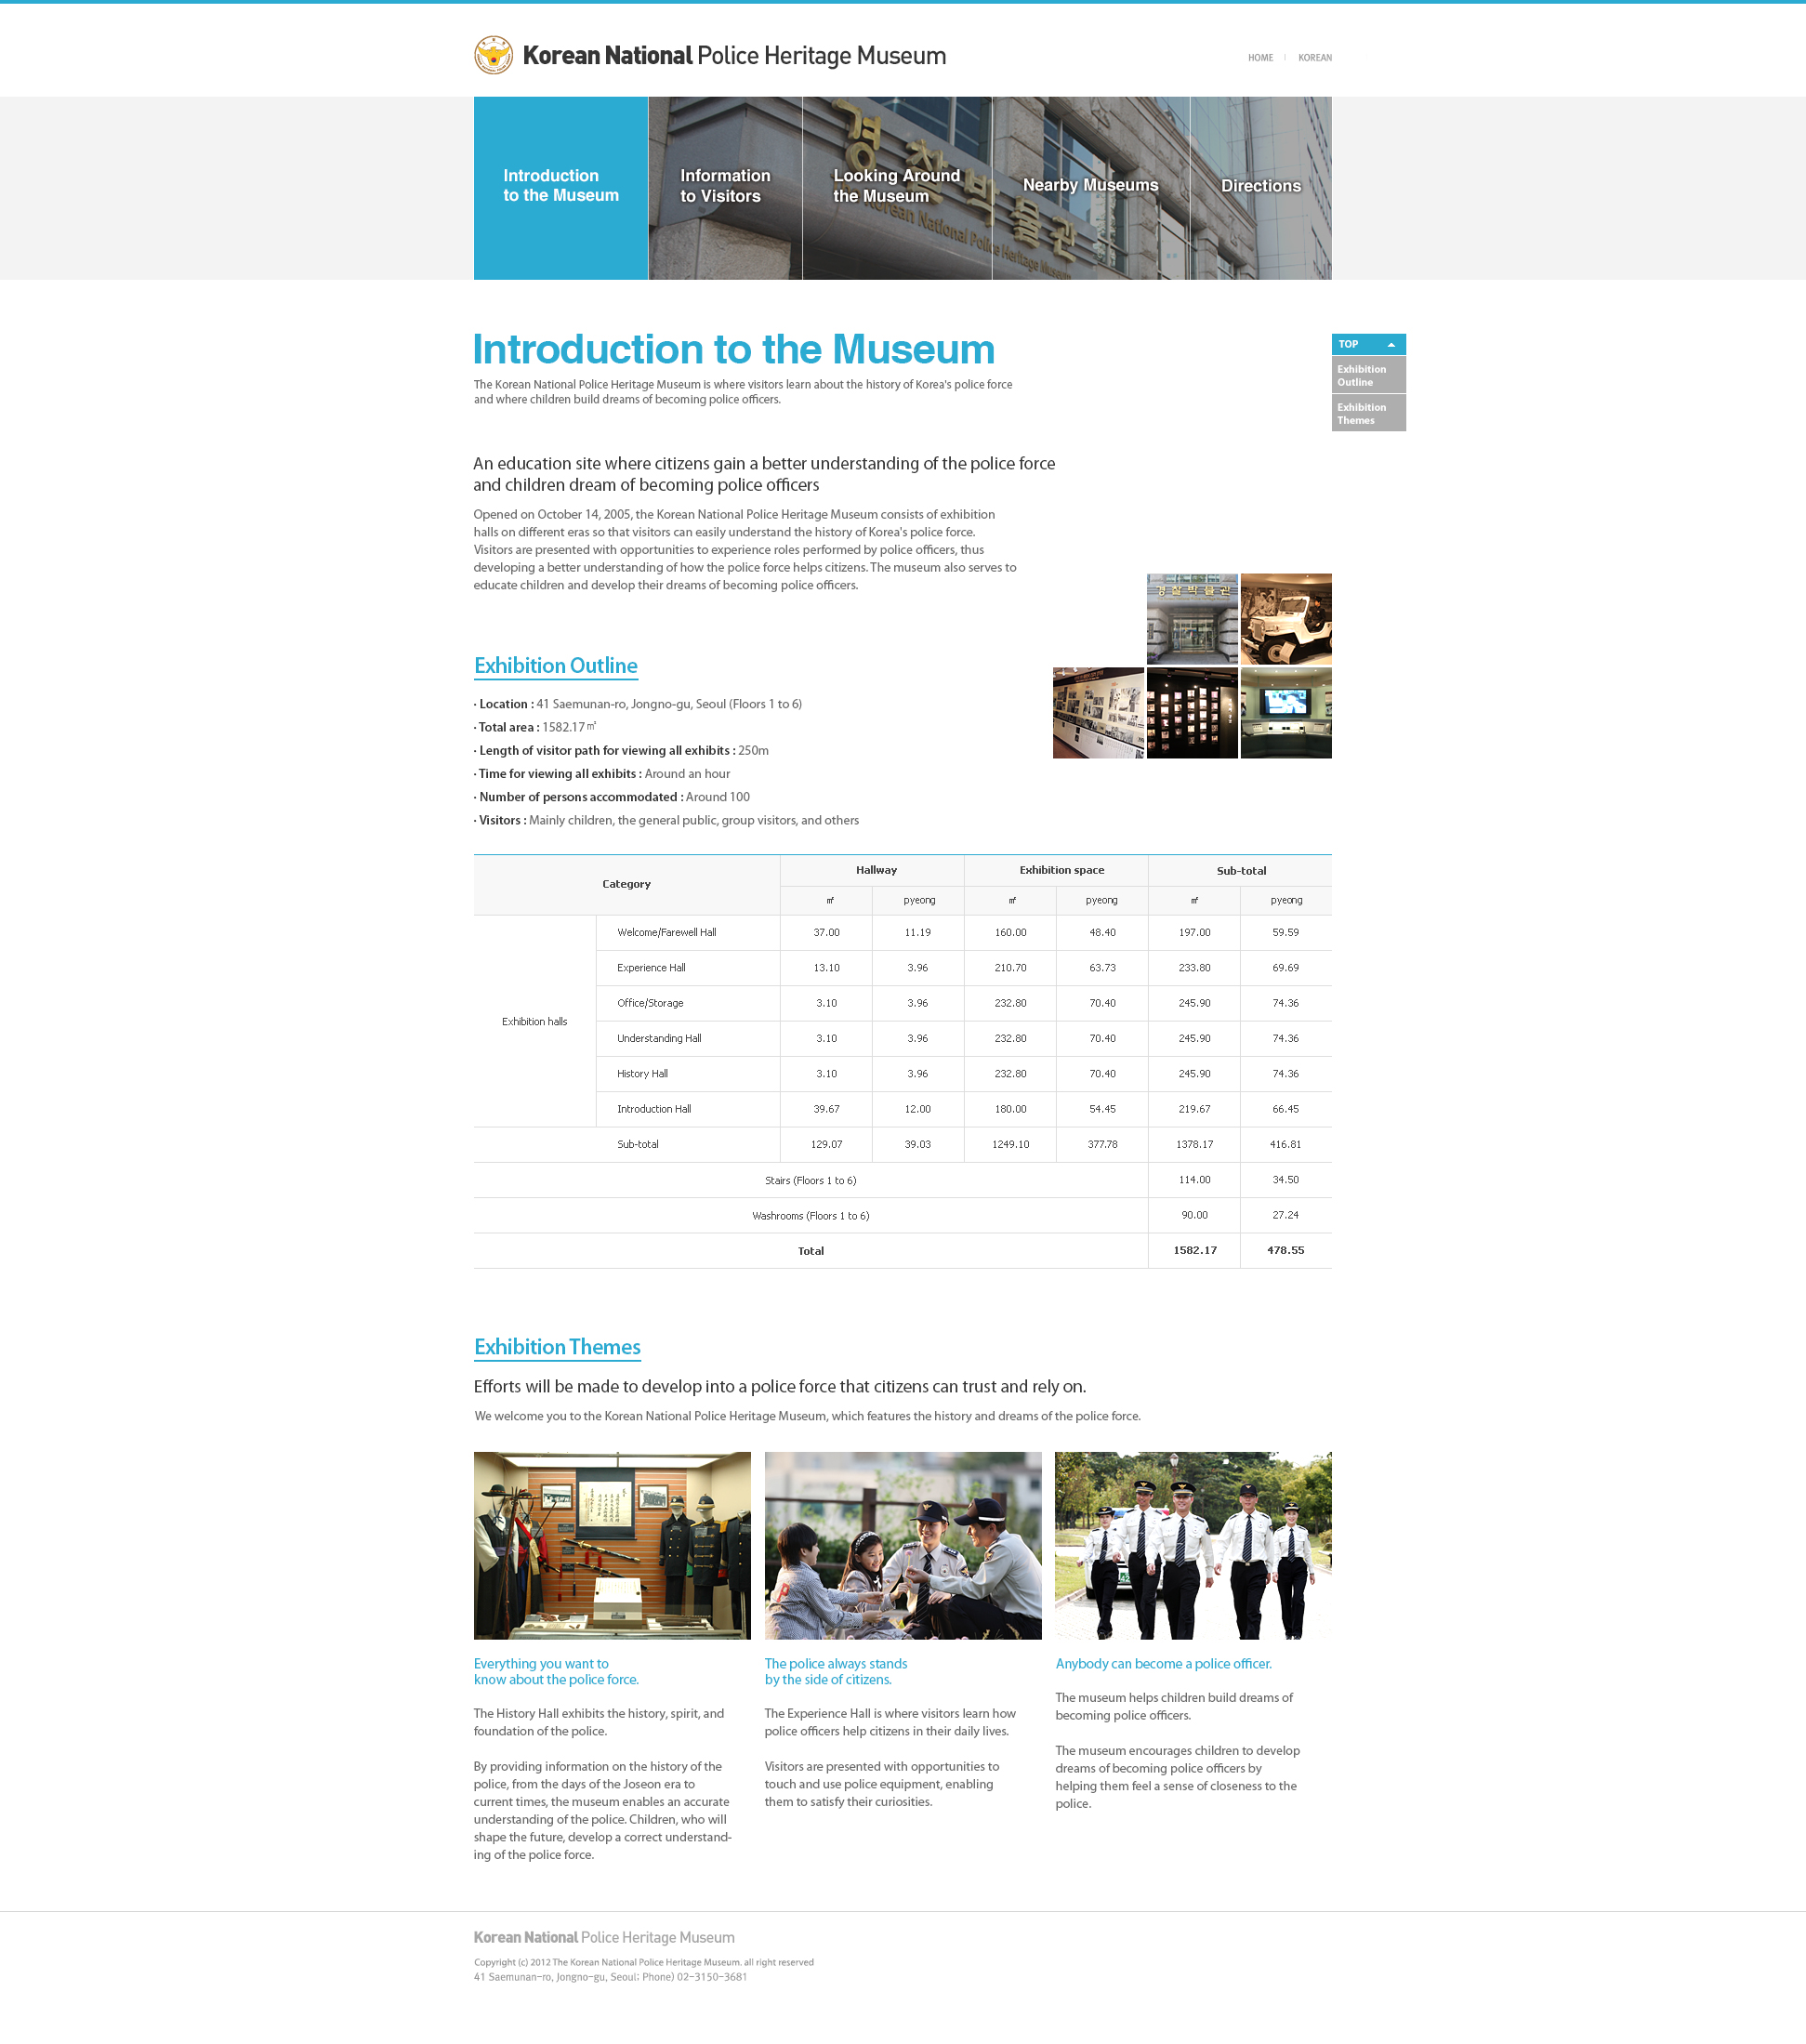 Korean National Police Heritage Museum
HOME | KOREAN
경찰박물관
Korean National Police Heritage Museum
Introduction
to the Museum
Information
to Visitors
Looking Around
the Museum
Nearby Museums
Directions
Introduction to the Museum
The Korean National Police Heritage Museum is where visitors learn about the history of Korea's police force
and where children build dreams of becoming police officers.
TOP
Exhibition
Outline
Exhibition
Themes
An education site where citizens gain a better understanding of the police force
and children dream of becoming police officers
Opened on October 14, 2005, the Korean National Police Heritage Museum consists of exhibition
halls on different eras so that visitors can easily understand the history of Korea's police force.
Visitors are presented with opportunities to experience roles performed by police officers, thus
developing a better understanding of how the police force helps citizens. The museum also serves to
educate children and develop their dreams of becoming police officers.
경찰박물관
Exhibition Outline
· Location : 41 Saemunan-ro, Jongno-gu, Seoul (Floors 1 to 6)
· Total area : 1582.17㎡
· Length of visitor path for viewing all exhibits : 250m
· Time for viewing all exhibits : Around an hour
· Number of persons accommodated : Around 100
· Visitors : Mainly children, the general public, group visitors, and others
Category Hallway Exhibition space Sub-total
㎡ pyeong ㎡ pyeong ㎡ pyeong
Exhibition halls
Welcome/Farewell Hall 37.00 11.19 160.00 48.40 197.00 59.59
Experience Hall 13.10 3.96 210.70 63.73 233.80 69.69
Office/Storage 3.10 3.96 232.80 70.40 245.90 74.36
Understanding Hall 3.10 3.96 232.80 70.40 245.90 74.36
History Hall 3.10 3.96 232.80 70.40 245.90 74.36
Introduction Hall 39.67 12.00 180.00 54.45 219.67 66.45
Sub-total 129.07 39.03 1249.10 377.78 1378.17 416.81
Stairs (Floors 1 to 6) 114.00 34.50
Washrooms (Floors 1 to 6) 90.00 27.24
Total 1582.17 478.55
Exhibition Themes
Efforts will be made to develop into a police force that citizens can trust and rely on.
We welcome you to the Korean National Police Heritage Museum, which features the history and dreams of the police force.
Everything you want to
know about the police force.
The History Hall exhibits the history, spirit, and
foundation of the police.
By providing information on the history of the
police, from the days of the Joseon era to
current times, the museum enables an accurate
understanding of the police. Children, who will
shape the future, develop a correct understand-
ing of the police force.
The police always stands
by the side of citizens.
The Experience Hall is where visitors learn how
police officers help citizens in their daily lives.
Visitors are presented with opportunities to
touch and use police equipment, enabling
them to satisfy their curiosities.
Anybody can become a police officer.
The museum helps children build dreams of
becoming police officers.
The museum encourages children to develop
dreams of becoming police officers by
helping them feel a sense of closeness to the
police.
Korean National Police Heritage Museum
Copyright (c) 2012 The Korean National Police Heritage Museum. all right reserved
41 Saemunan-ro, Jongno-gu, Seoul; Phone) 02-3150-3681